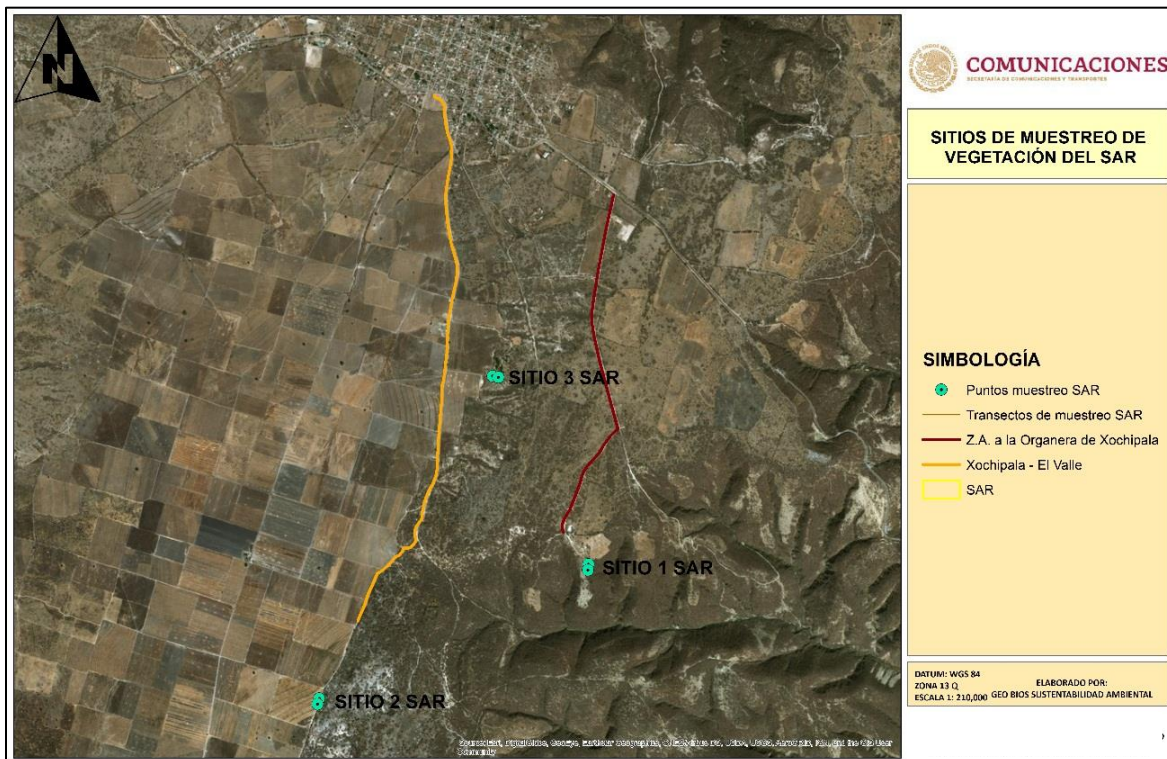 N
SITIO 3 SAR
SITIO 1 SAR
SITIO 2 SAR
Community
COMUNICACIONES
SECRETARÍA DE COMUNICACIONES Y TRANSPORTES
SITIOS DE MUESTREO DE
VEGETACIÓN DEL SAR
SIMBOLOGÍA
Puntos muestreo SAR
Transectos de muestreo SAR
Z.A. a la Organera de Xochipala
Xochipala - El Valle
SAR
DATUM: WGS 84
ZONA 13 Q
ESCALA 1: 210,000
ELABORADO POR:
GEO BIOS SUSTENTABILIDAD AMBIENTAL